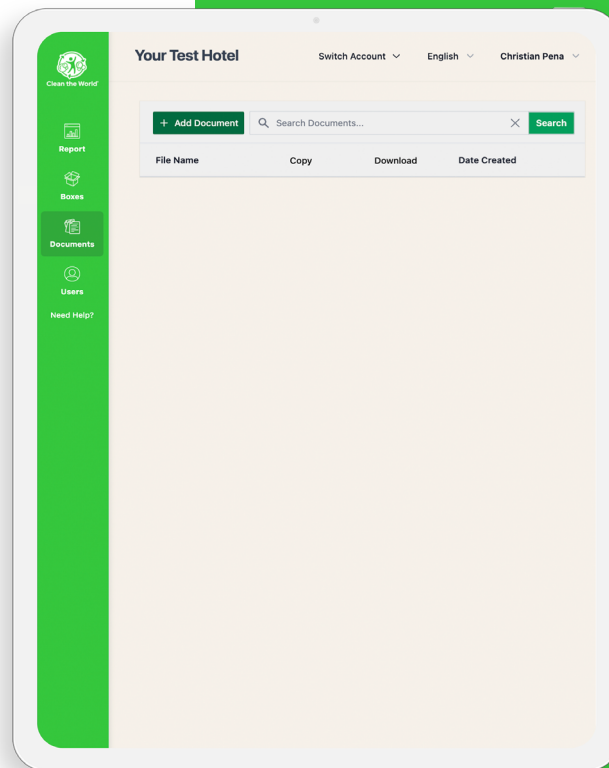 Clean the World
Your Test Hotel
Switch Account
English
Christian Pena
Report
Boxes
Documents
Users
Need Help?
+ Add Document
Search Documents...
Search
File Name
Copy
Download
Date Created